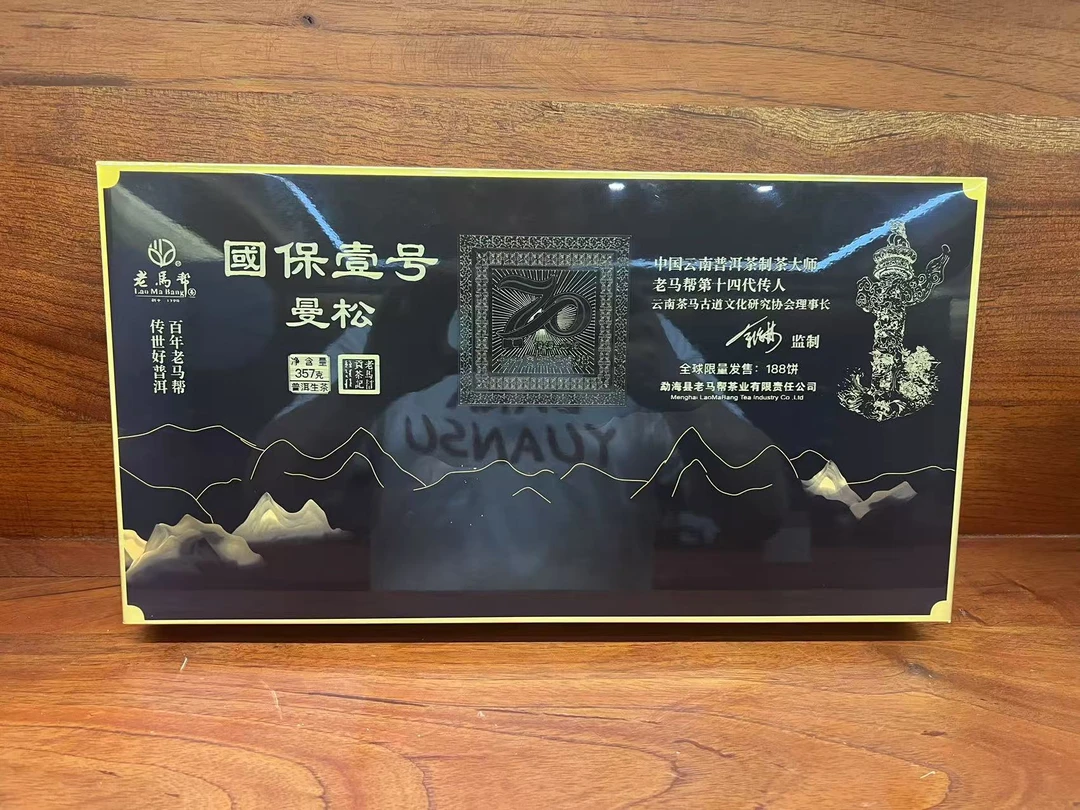 老馬帮
Lao Ma Bang
百年老马帮
传世好普洱
國保壹号
曼松
净含量
357克
普洱生茶
70
中国云南普洱茶制茶大师
老马帮第十四代传人
云南茶马古道文化研究协会理事长
监制
全球限量发售：188饼
勐海县老马帮茶业有限责任公司
Menghai LaoMaBang Tea Industry Co.,Ltd
YUANSU